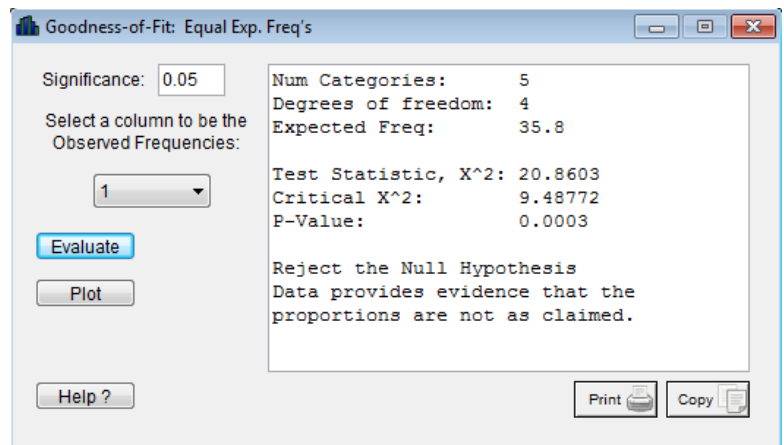 Goodness-of-Fit: Equal Exp. Freq's
Significance: 0.05
Select a column to be the
Observed Frequencies:
1
Evaluate
Plot
Help ?
Num Categories: 5
Degrees of freedom: 4
Expected Freq: 35.8
Test Statistic, X^2: 20.8603
Critical X^2: 9.48772
P-Value: 0.0003
Reject the Null Hypothesis
Data provides evidence that the
proportions are not as claimed.
Print
Copy